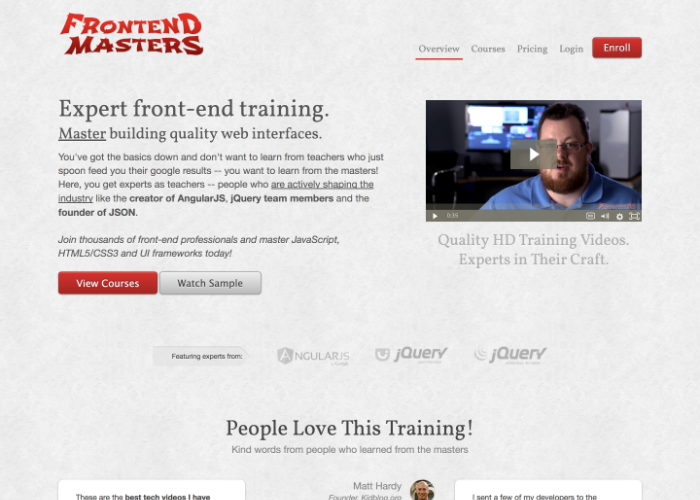 FRONTEND
MASTERS
Overview Courses Pricing Login Enroll
Expert front-end training.
Master building quality web interfaces.
You've got the basics down and don't want to learn from teachers who just
spoon feed you their google results -- you want to learn from the masters!
Here, you get experts as teachers -- people who are actively shaping the
industry like the creator of AngularJS, jQuery team members and the
founder of JSON.
Join thousands of front-end professionals and master JavaScript,
HTML5/CSS3 and UI frameworks today!
View Courses Watch Sample
0:35
Quality HD Training Videos.
Experts in Their Craft.
Featuring experts from:
ANGULARJS
jQuery
jQuery
People Love This Training!
Kind words from people who learned from the masters
These are the best tech videos I have
Matt Hardy
Founder, Kidblog.org
I sent a few of my developers to the